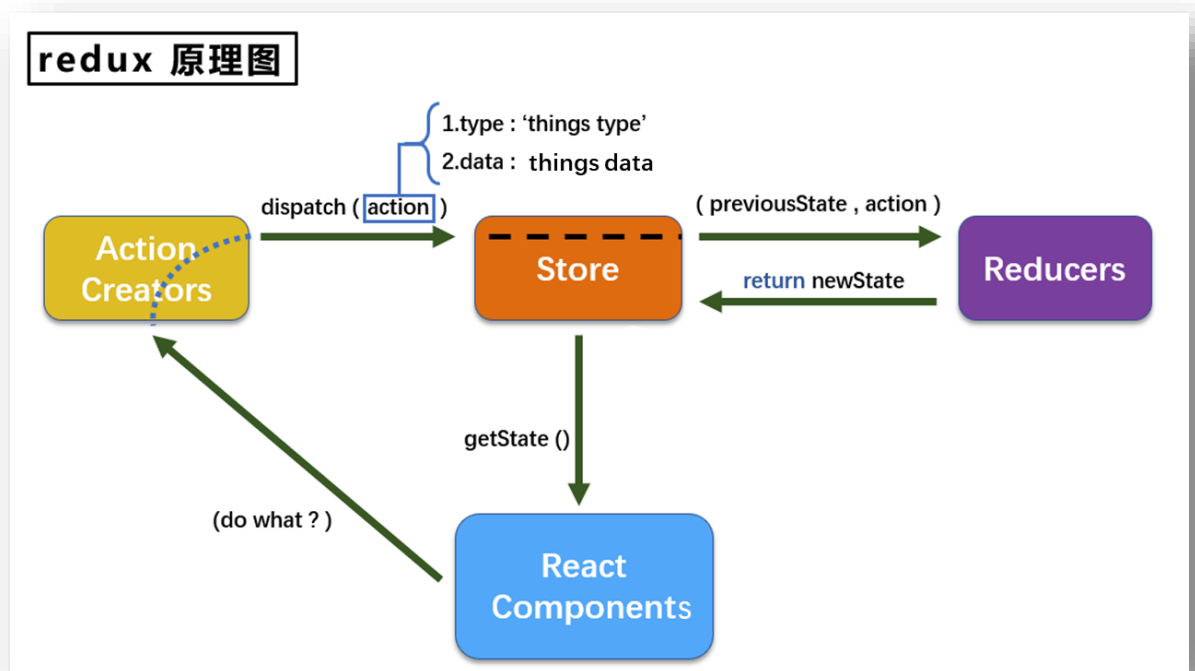 redux 原理图
1.type : ‘things type’
2.data : things data
dispatch ( action )
( previousState , action )
Action
Creators
Store
Reducers
return newState
getState ()
(do what ? )
React
Components